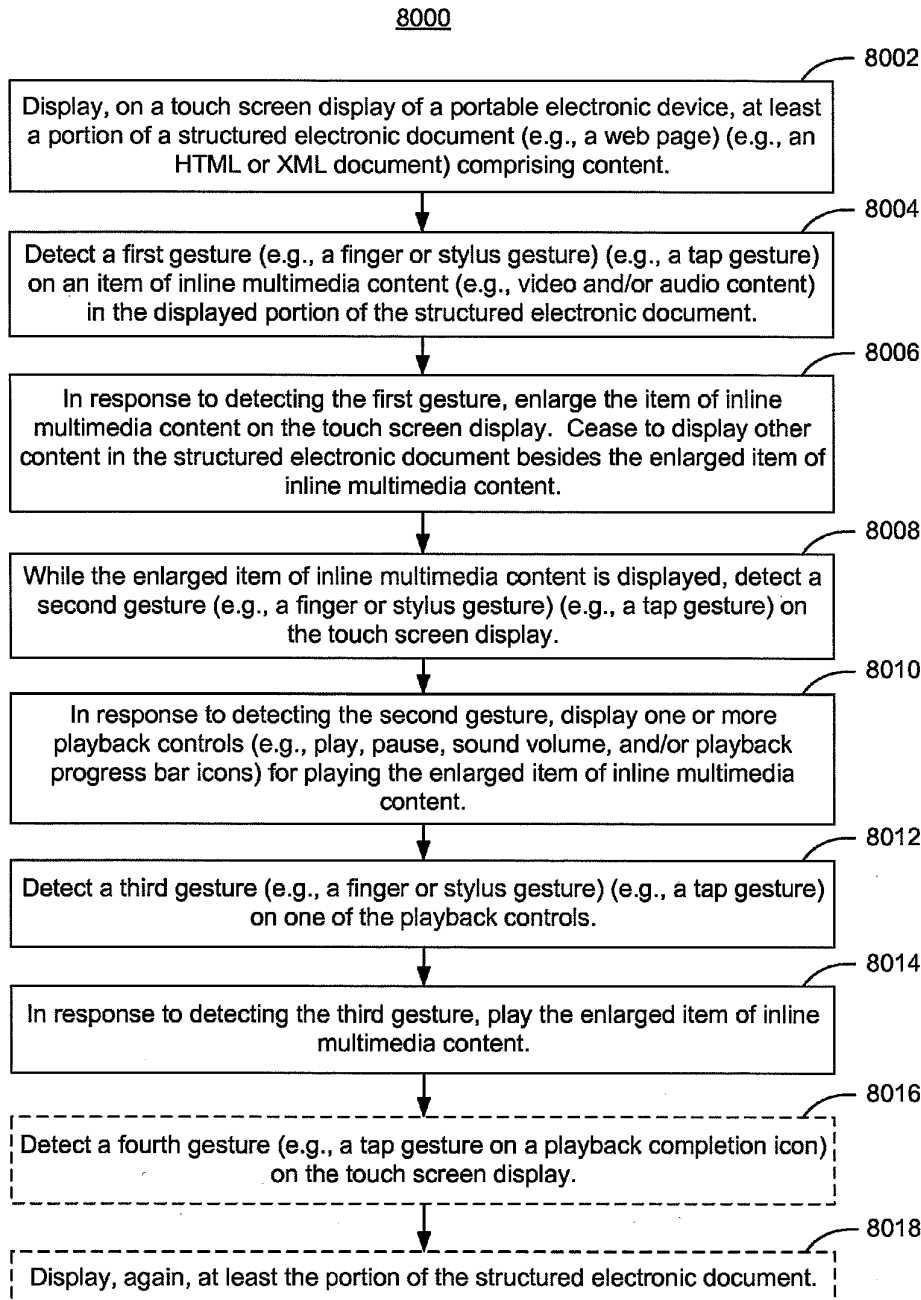 8000
8002
Display, on a touch screen display of a portable electronic device, at least
a portion of a structured electronic document (e.g., a web page) (e.g., an
HTML or XML document) comprising content.
8004
Detect a first gesture (e.g., a finger or stylus gesture) (e.g., a tap gesture)
on an item of inline multimedia content (e.g., video and/or audio content)
in the displayed portion of the structured electronic document.
8006
In response to detecting the first gesture, enlarge the item of inline
multimedia content on the touch screen display. Cease to display other
content in the structured electronic document besides the enlarged item of
inline multimedia content.
8008
While the enlarged item of inline multimedia content is displayed, detect a
second gesture (e.g., a finger or stylus gesture) (e.g., a tap gesture) on
the touch screen display.
8010
In response to detecting the second gesture, display one or more
playback controls (e.g., play, pause, sound volume, and/or playback
progress bar icons) for playing the enlarged item of inline multimedia
content.
8012
Detect a third gesture (e.g., a finger or stylus gesture) (e.g., a tap gesture)
on one of the playback controls.
8014
In response to detecting the third gesture, play the enlarged item of inline
multimedia content.
8016
Detect a fourth gesture (e.g., a tap gesture on a playback completion icon)
on the touch screen display.
8018
Display, again, at least the portion of the structured electronic document.